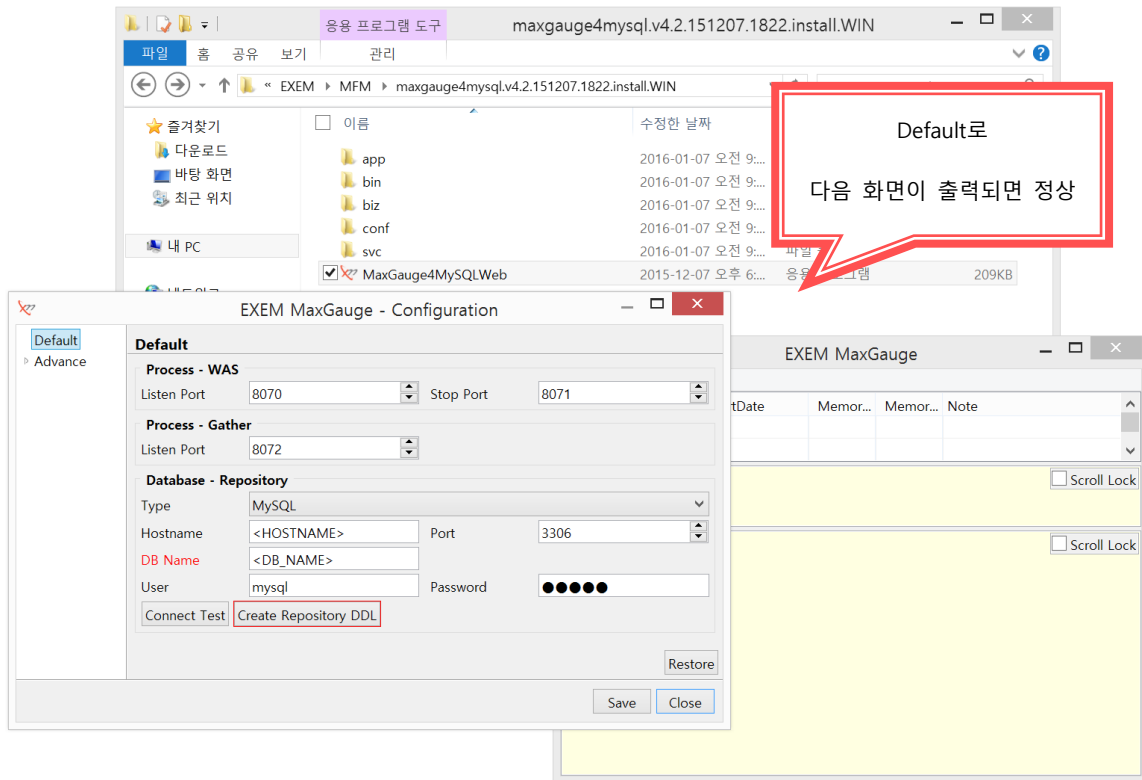 응용 프로그램 도구
maxgauge4mysql.v4.2.151207.1822.install.WIN
파일 홈 공유 보기 관리
« EXEM MFM maxgauge4mysql.v4.2.151207.1822.install.WIN
즐겨찾기
다운로드
바탕 화면
최근 위치
내 PC
이름 수정한 날짜
app 2016-01-07 오전 9:...
bin 2016-01-07 오전 9:...
biz 2016-01-07 오전 9:...
conf 2016-01-07 오전 9:...
svc 2016-01-07 오전 9:...
MaxGauge4MySQLWeb 2015-12-07 오후 6:... 응용 프로그램 209KB
Default로
다음 화면이 출력되면 정상
EXEM MaxGauge - Configuration
Default
Advance
Default
Process - WAS
Listen Port 8070 Stop Port 8071
Process - Gather
Listen Port 8072
Database - Repository
Type MySQL
Hostname <HOSTNAME> Port 3306
DB Name <DB_NAME>
User mysql Password ●●●●●
Connect Test Create Repository DDL
Restore
Save Close
EXEM MaxGauge
tDate Memor... Memor... Note
Scroll Lock
Scroll Lock